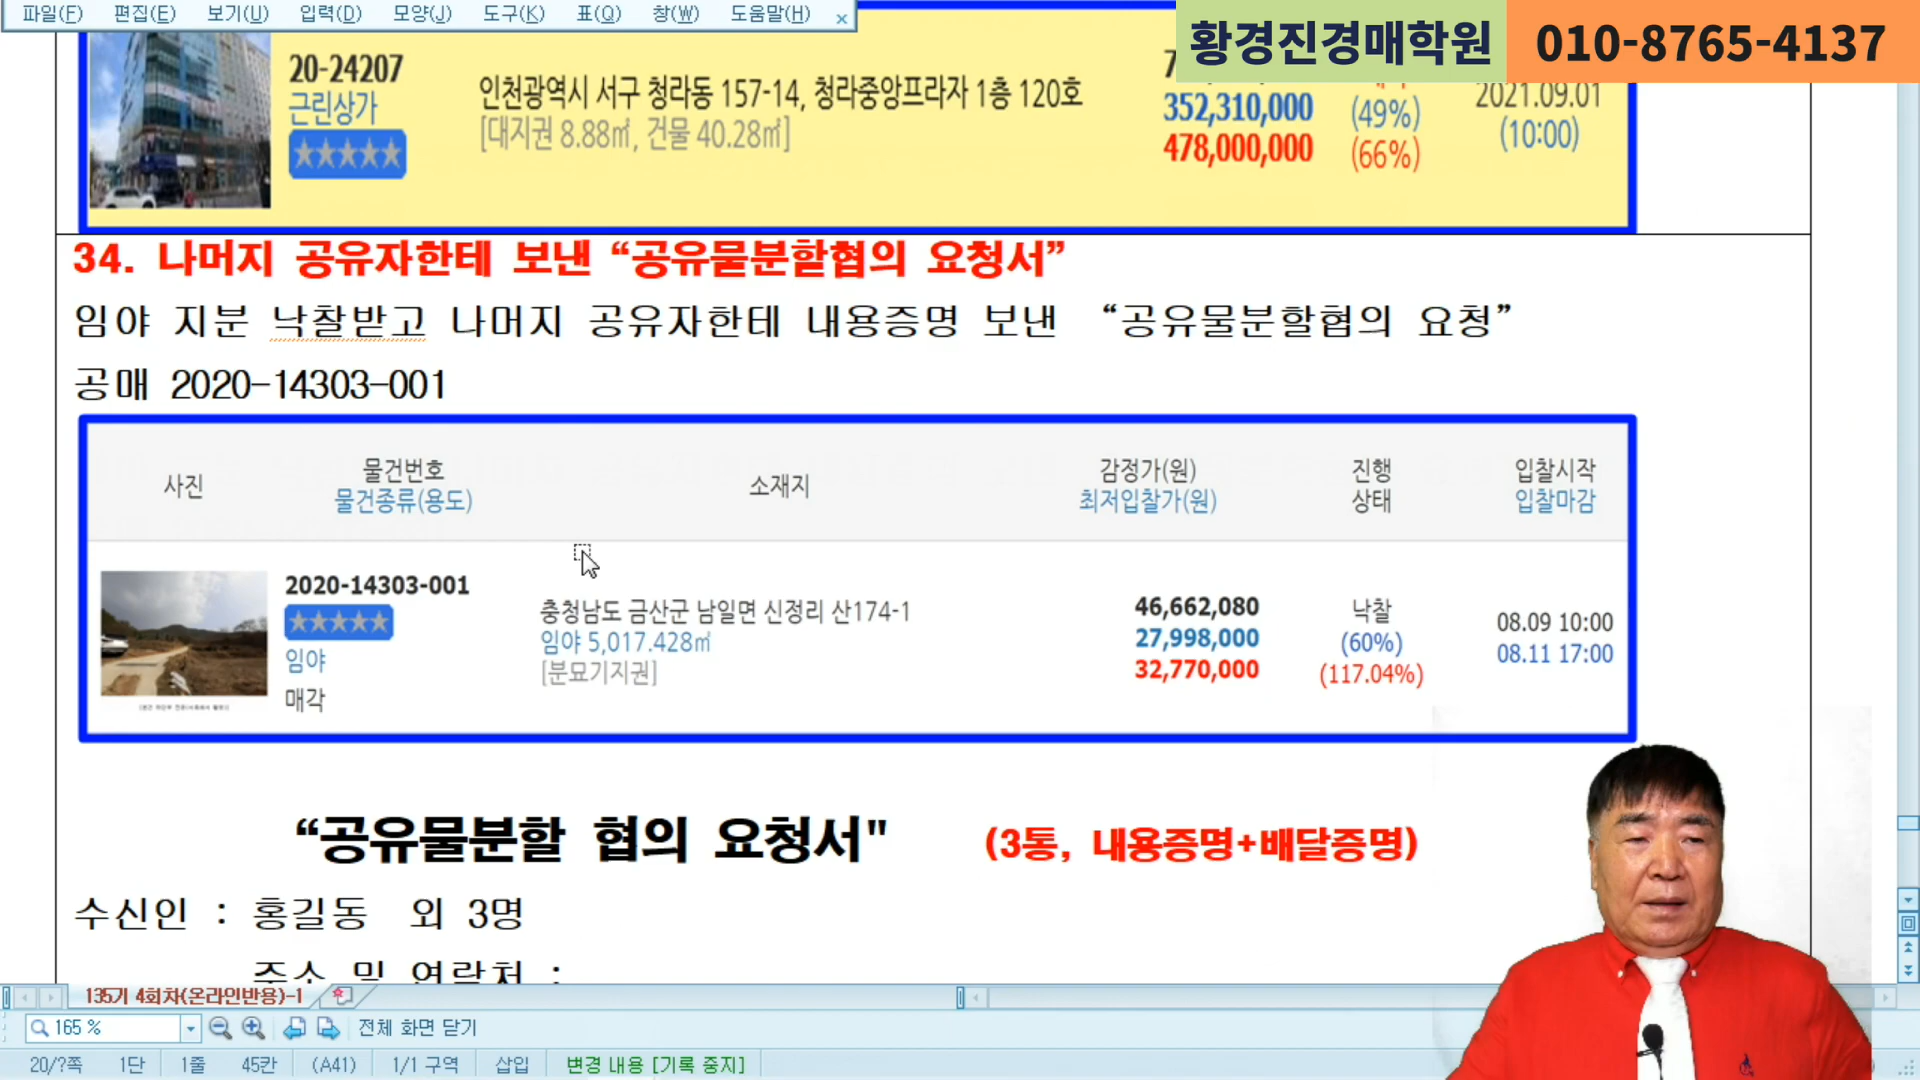 파일(F) 편집(E) 보기(U) 입력(D) 모양(J) 도구(K) 표(Q) 창(W) 도움말(H) x
황경진경매학원 010-8765-4137
20-24207
근린상가
★★★★★
인천광역시 서구 청라동 157-14, 청라중앙프라자 1층 120호
[대지권 8.88㎡, 건물 40.28㎡]
352,310,000
478,000,000
(49%)
(66%)
2021.09.01
(10:00)
34. 나머지 공유자한테 보낸 “공유물분할협의 요청서”
임야 지분 낙찰받고 나머지 공유자한테 내용증명 보낸 “공유물분할협의 요청”
공매 2020-14303-001
사진
물건번호
물건종류(용도)
소재지
감정가(원)
최저입찰가(원)
진행
상태
입찰시작
입찰마감
2020-14303-001
★★★★★
임야
매각
충청남도 금산군 남일면 신정리 산174-1
임야 5,017.428㎡
[분묘기지권]
46,662,080
27,998,000
32,770,000
낙찰
(60%)
(117.04%)
08.09 10:00
08.11 17:00
“공유물분할 협의 요청서" (3통, 내용증명+배달증명)
수신인 : 홍길동 외 3명
주소 및 연락처 :
135기 4회차(온라인반용)-1
165 % 전체 화면 닫기
20/?쪽 1단 1줄 45칸 (A41) 1/1 구역 삽입 변경 내용 [기록 중지]